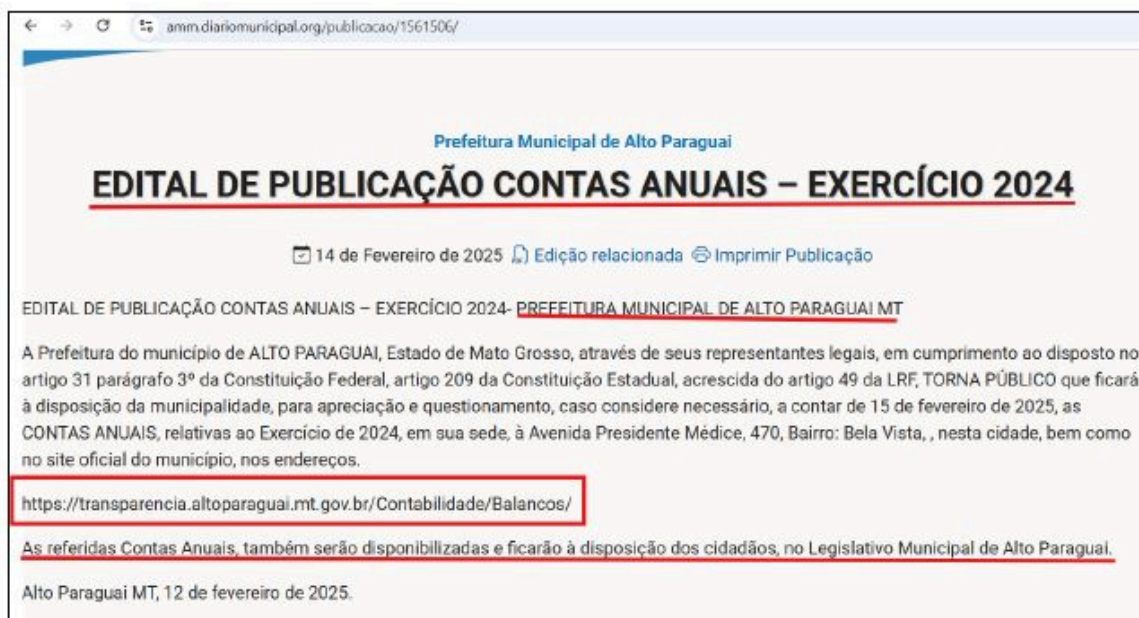 amm.diariomunicipal.org/publicacao/1561506/
Prefeitura Municipal de Alto Paraguai
EDITAL DE PUBLICAÇÃO CONTAS ANUAIS – EXERCÍCIO 2024
14 de Fevereiro de 2025 Edição relacionada Imprimir Publicação
EDITAL DE PUBLICAÇÃO CONTAS ANUAIS – EXERCÍCIO 2024- PREFEITURA MUNICIPAL DE ALTO PARAGUAI MT
A Prefeitura do município de ALTO PARAGUAI, Estado de Mato Grosso, através de seus representantes legais, em cumprimento ao disposto no
artigo 31 parágrafo 3º da Constituição Federal, artigo 209 da Constituição Estadual, acrescida do artigo 49 da LRF, TORNA PÚBLICO que ficará
à disposição da municipalidade, para apreciação e questionamento, caso considere necessário, a contar de 15 de fevereiro de 2025, as
CONTAS ANUAIS, relativas ao Exercício de 2024, em sua sede, à Avenida Presidente Médice, 470, Bairro: Bela Vista, , nesta cidade, bem como
no site oficial do município, nos endereços.
https://transparencia.altoparaguai.mt.gov.br/Contabilidade/Balancos/
As referidas Contas Anuais, também serão disponibilizadas e ficarão à disposição dos cidadãos, no Legislativo Municipal de Alto Paraguai.
Alto Paraguai MT, 12 de fevereiro de 2025.